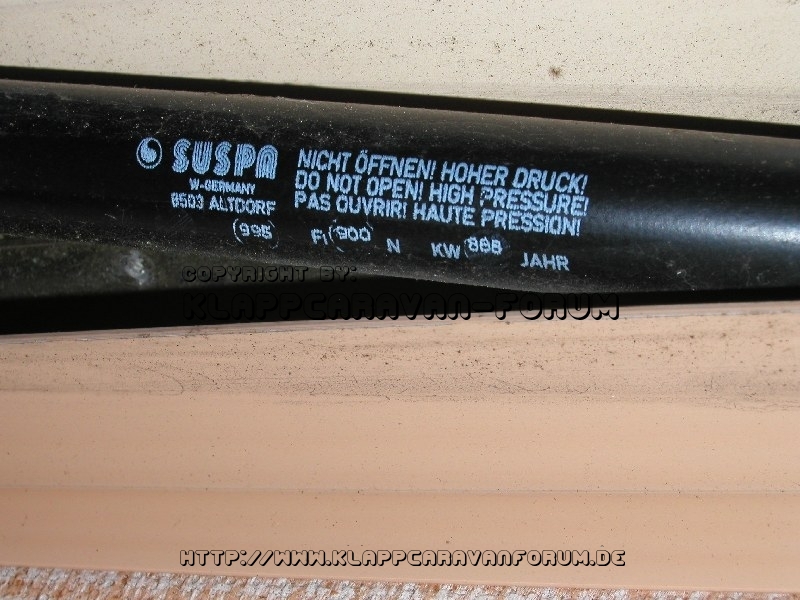 SUSPA
W-GERMANY
8503 ALTDORF
NICHT ÖFFNEN! HOHER DRUCK!
DO NOT OPEN! HIGH PRESSURE!
PAS OUVRIR! HAUTE PRESSION!
(995) F1(900) N KW(868) JAHR
COPYRIGHT BY:
KLAPPCARAVAN-FORUM
HTTP://WWW.KLAPPCARAVANFORUM.DE